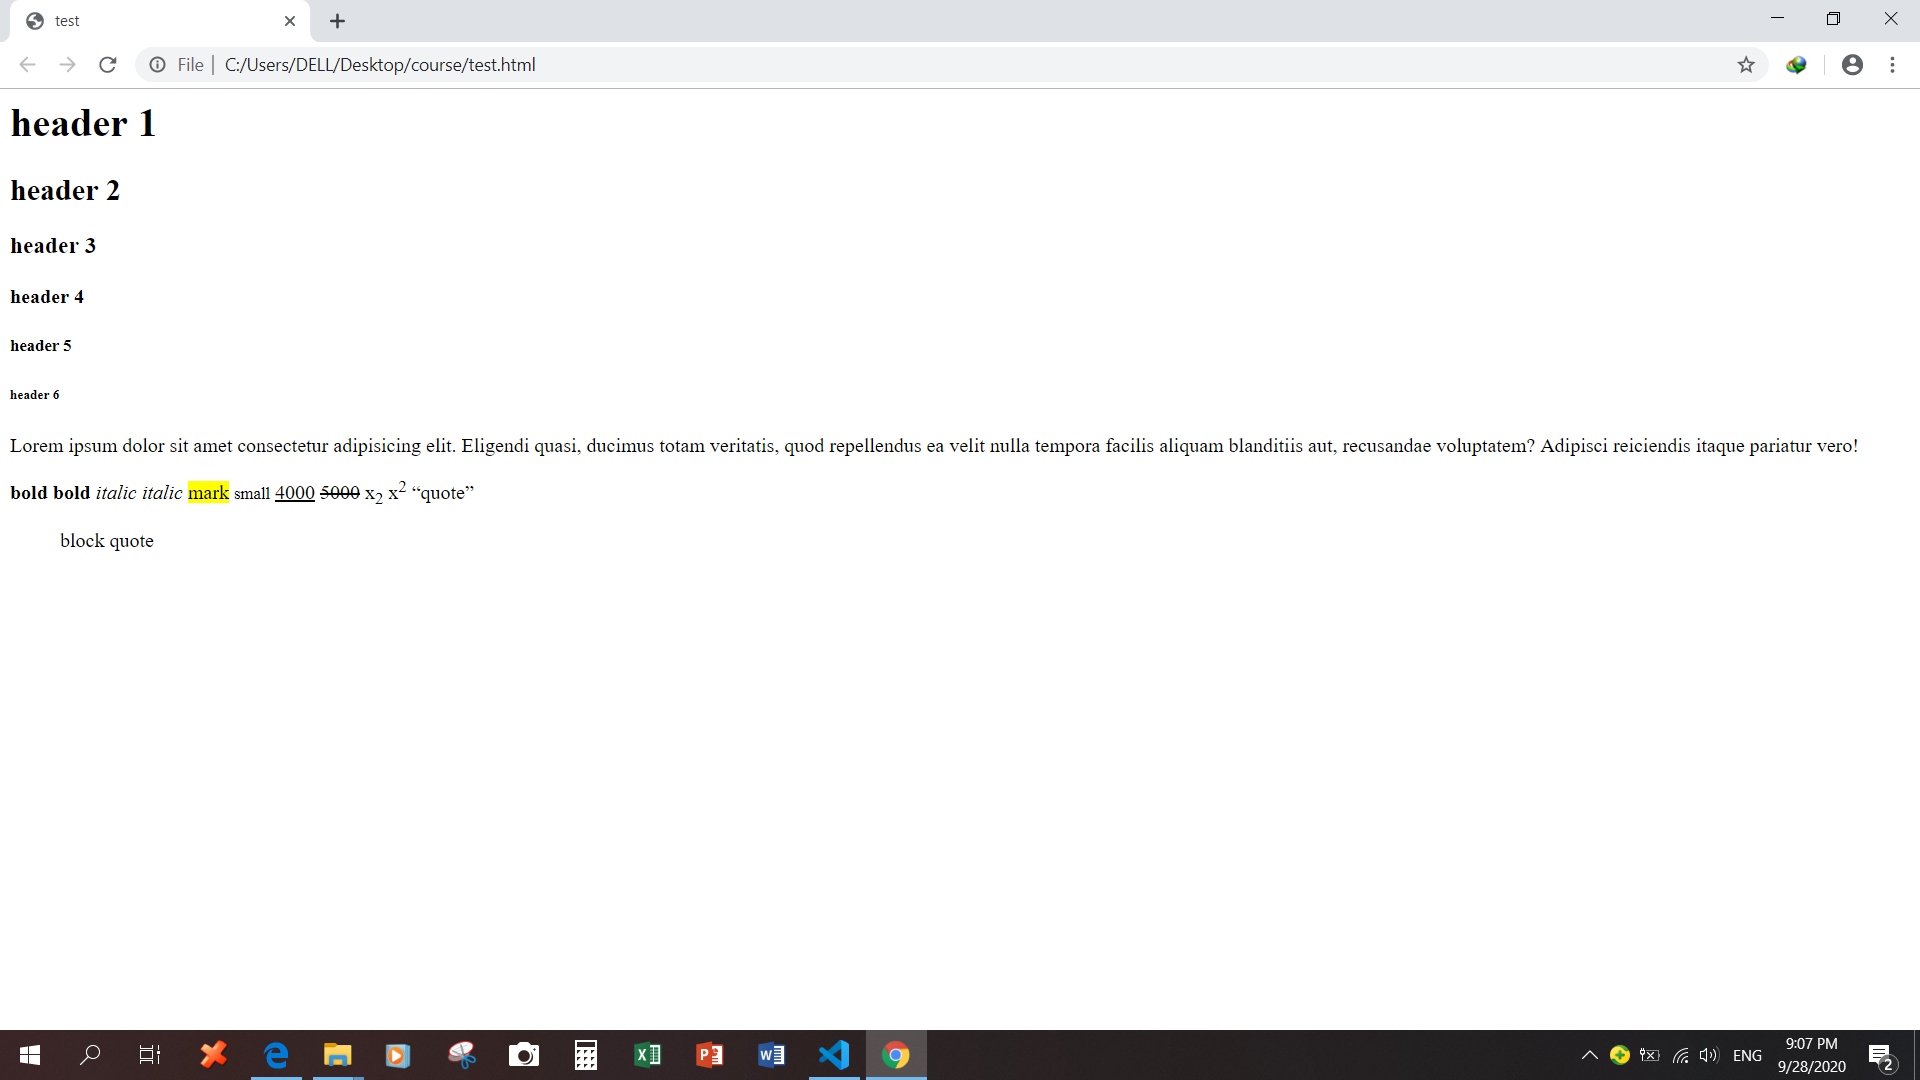 test
File C:/Users/DELL/Desktop/course/test.html
header 1
header 2
header 3
header 4
header 5
header 6
Lorem ipsum dolor sit amet consectetur adipisicing elit. Eligendi quasi, ducimus totam veritatis, quod repellendus ea velit nulla tempora facilis aliquam blanditiis aut, recusandae voluptatem? Adipisci reiciendis itaque pariatur vero!
bold bold italic italic mark small 4000 5000 x₂ x² “quote”
block quote
ENG
9:07 PM
9/28/2020
2